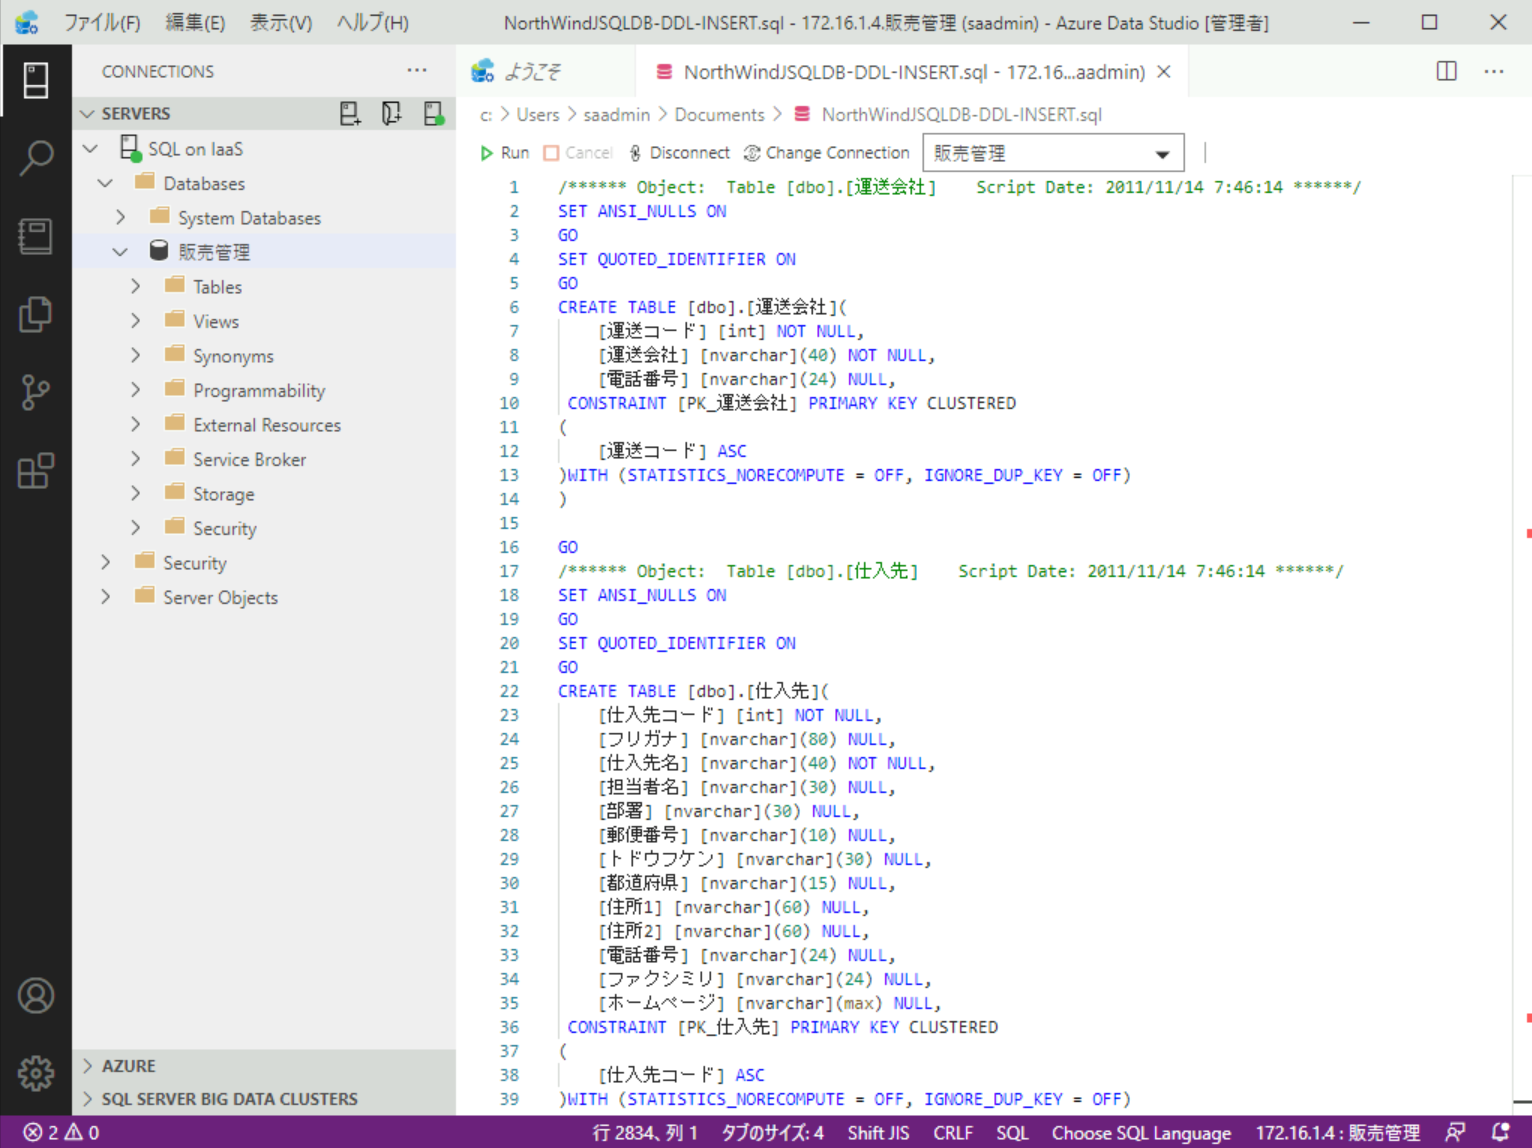 ファイル(F) 編集(E) 表示(V) ヘルプ(H) NorthWindJSQLDB-DDL-INSERT.sql - 172.16.1.4.販売管理 (saadmin) - Azure Data Studio [管理者]
CONNECTIONS
SERVERS
SQL on IaaS
Databases
System Databases
販売管理
Tables
Views
Synonyms
Programmability
External Resources
Service Broker
Storage
Security
Security
Server Objects
AZURE
SQL SERVER BIG DATA CLUSTERS
ようこそ NorthWindJSQLDB-DDL-INSERT.sql - 172.16...aadmin)
c: > Users > saadmin > Documents > NorthWindJSQLDB-DDL-INSERT.sql
Run Cancel Disconnect Change Connection 販売管理
1 /****** Object:  Table [dbo].[運送会社]    Script Date: 2011/11/14 7:46:14 ******/
2 SET ANSI_NULLS ON
3 GO
4 SET QUOTED_IDENTIFIER ON
5 GO
6 CREATE TABLE [dbo].[運送会社](
7 [運送コード] [int] NOT NULL,
8 [運送会社] [nvarchar](40) NOT NULL,
9 [電話番号] [nvarchar](24) NULL,
10 CONSTRAINT [PK_運送会社] PRIMARY KEY CLUSTERED
11 (
12 [運送コード] ASC
13 )WITH (STATISTICS_NORECOMPUTE = OFF, IGNORE_DUP_KEY = OFF)
14 )
15
16 GO
17 /****** Object:  Table [dbo].[仕入先]    Script Date: 2011/11/14 7:46:14 ******/
18 SET ANSI_NULLS ON
19 GO
20 SET QUOTED_IDENTIFIER ON
21 GO
22 CREATE TABLE [dbo].[仕入先](
23 [仕入先コード] [int] NOT NULL,
24 [フリガナ] [nvarchar](80) NULL,
25 [仕入先名] [nvarchar](40) NOT NULL,
26 [担当者名] [nvarchar](30) NULL,
27 [部署] [nvarchar](30) NULL,
28 [郵便番号] [nvarchar](10) NULL,
29 [トドウフケン] [nvarchar](30) NULL,
30 [都道府県] [nvarchar](15) NULL,
31 [住所1] [nvarchar](60) NULL,
32 [住所2] [nvarchar](60) NULL,
33 [電話番号] [nvarchar](24) NULL,
34 [ファクシミリ] [nvarchar](24) NULL,
35 [ホームページ] [nvarchar](max) NULL,
36 CONSTRAINT [PK_仕入先] PRIMARY KEY CLUSTERED
37 (
38 [仕入先コード] ASC
39 )WITH (STATISTICS_NORECOMPUTE = OFF, IGNORE_DUP_KEY = OFF)
2 0 行 2834、列 1 タブのサイズ: 4 Shift JIS CRLF SQL Choose SQL Language 172.16.1.4 : 販売管理